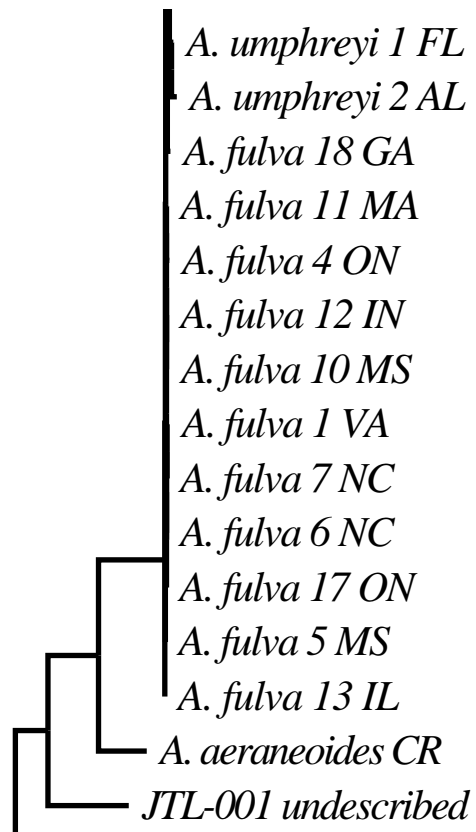 A. umphreyi 1 FL
A. umphreyi 2 AL
A. fulva 18 GA
A. fulva 11 MA
A. fulva 4 ON
A. fulva 12 IN
A. fulva 10 MS
A. fulva 1 VA
A. fulva 7 NC
A. fulva 6 NC
A. fulva 17 ON
A. fulva 5 MS
A. fulva 13 IL
A. aeraneoides CR
JTL-001 undescribed